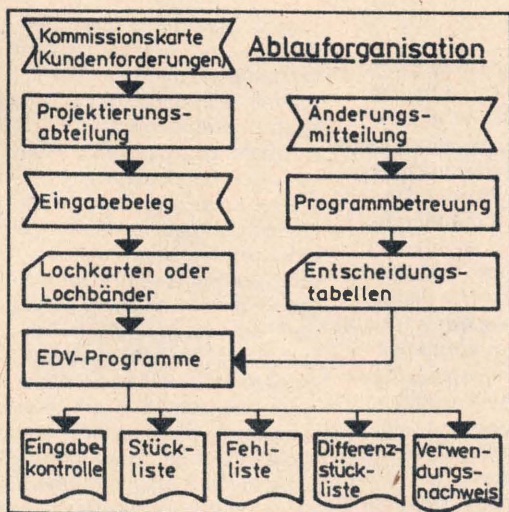 Ablauforganisation
Kommissionskarte
(Kundenforderungen)
Projektierungs-
abteilung
Eingabebeleg
Lochkarten oder
Lochbänder
EDV-Programme
Änderungs-
mitteilung
Programmbetreuung
Entscheidungs-
tabellen
Eingabe-
kontrolle
Stück-
liste
Fehl-
liste
Differenz-
stück-
liste
Verwen-
dungs-
nachweis